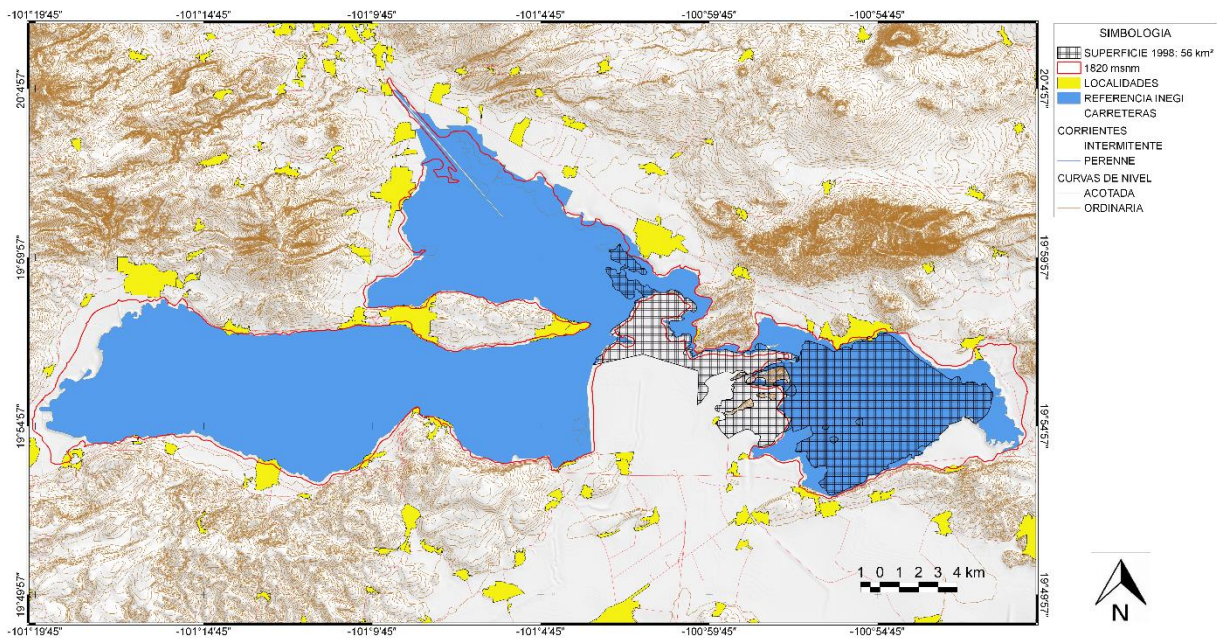 -101°19'45" -101°14'45" -101°9'45" -101°4'45" -100°59'45" -100°54'45"
SIMBOLOGIA
SUPERFICIE 1998: 56 km²
1820 msnm
LOCALIDADES
REFERENCIA INEGI
CARRETERAS
CORRIENTES
INTERMITENTE
PERENNE
CURVAS DE NIVEL
ACOTADA
ORDINARIA
20°4'57" 20°4'57"
19°59'57" 19°59'57"
19°54'57" 19°54'57"
19°49'57" 19°49'57"
1 0 1 2 3 4 km
N
-101°19'45" -101°14'45" -101°9'45" -101°4'45" -100°59'45" -100°54'45"